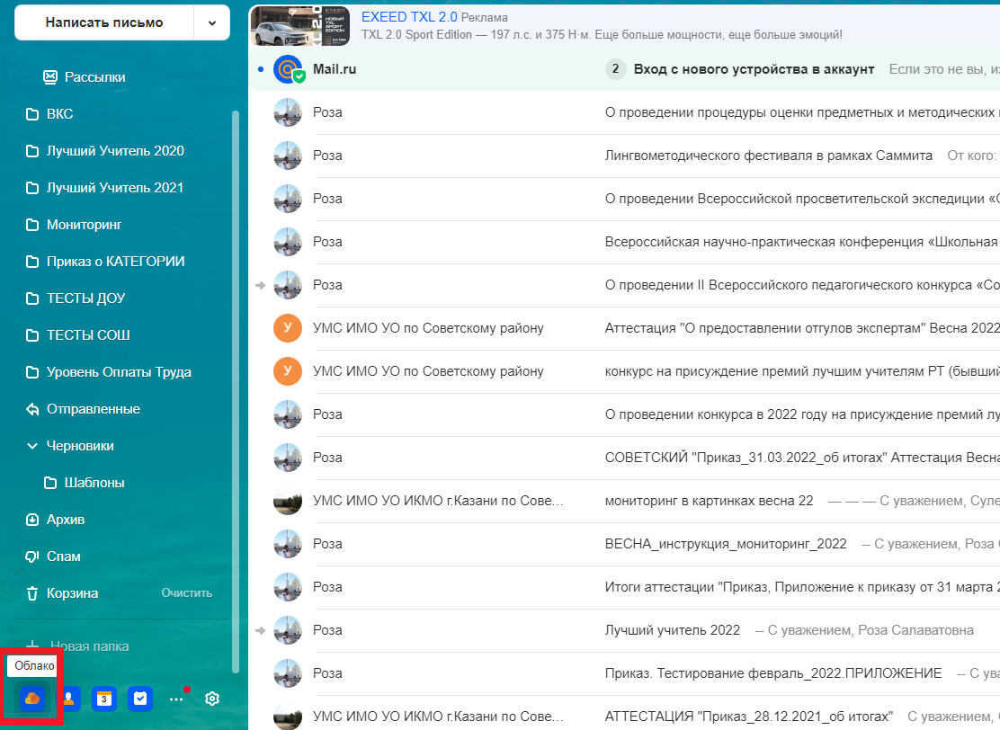 Написать письмо
Рассылки
ВКС
Лучший Учитель 2020
Лучший Учитель 2021
Мониторинг
Приказ о КАТЕГОРИИ
ТЕСТЫ ДОУ
ТЕСТЫ СОШ
Уровень Оплаты Труда
Отправленные
Черновики
Шаблоны
Архив
Спам
Корзина Очистить
Новая папка
Облако
3
НОВЫЙ
TXL
SPORT
EDITION
EXEED TXL 2.0 Реклама
TXL 2.0 Sport Edition — 197 л.с. и 375 Н·м. Еще больше мощности, еще больше эмоций!
Mail.ru 2 Вход с нового устройства в аккаунт Если это не вы, из
Роза О проведении процедуры оценки предметных и методических
Роза Лингвометодического фестиваля в рамках Саммита От кого:
Роза О проведении Всероссийской просветительской экспедиции «С
Роза Всероссийская научно-практическая конференция «Школьная
Роза О проведении II Всероссийского педагогического конкурса «Со
У УМС ИМО УО по Советскому району Аттестация "О предоставлении отгулов экспертам" Весна 2022
У УМС ИМО УО по Советскому району конкурс на присуждение премий лучшим учителям РТ (бывший
Роза О проведении конкурса в 2022 году на присуждение премий лу
Роза СОВЕТСКИЙ "Приказ_31.03.2022_об итогах" Аттестация Весна
УМС ИМО УО ИКМО г.Казани по Сове... мониторинг в картинках весна 22 — — — С уважением, Суле
Роза ВЕСНА_инструкция_мониторинг_2022 -- С уважением, Роза С
Роза Итоги аттестации "Приказ, Приложение к приказу от 31 марта 2
Роза Лучший учитель 2022 -- С уважением, Роза Салаватовна
Роза Приказ. Тестирование февраль_2022.ПРИЛОЖЕНИЕ -- С ува
УМС ИМО УО ИКМО г.Казани по Сове... АТТЕСТАЦИЯ "Приказ_28.12.2021_об итогах" С уважением,